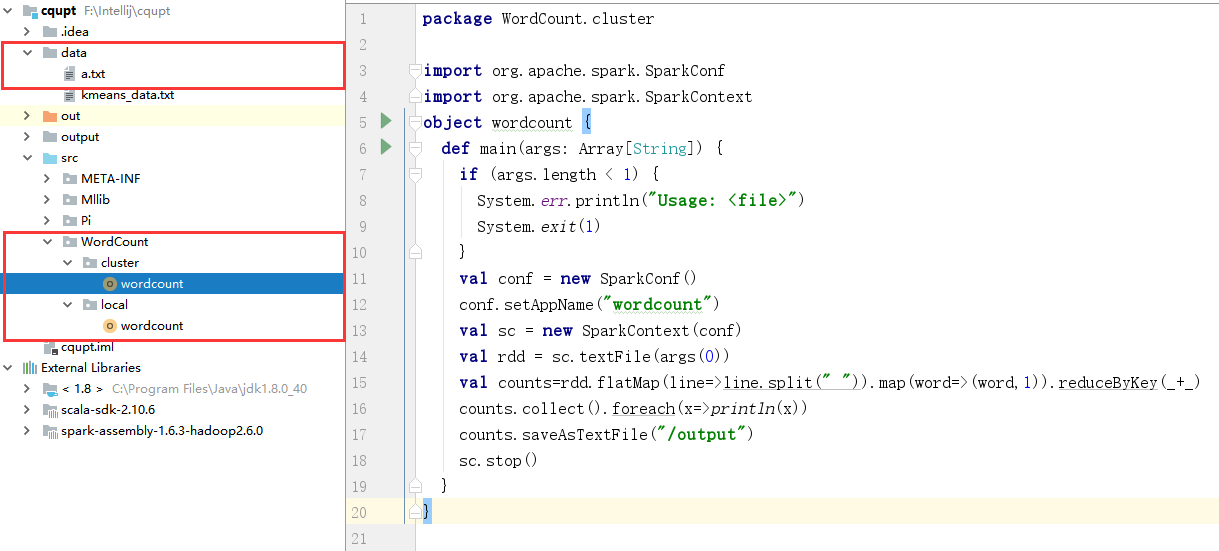 cqupt F:\Intellij\cqupt
.idea
data
a.txt
kmeans_data.txt
out
output
src
META-INF
Mllib
Pi
WordCount
cluster
wordcount
local
wordcount
cqupt.iml
External Libraries
< 1.8 > C:\Program Files\Java\jdk1.8.0_40
scala-sdk-2.10.6
spark-assembly-1.6.3-hadoop2.6.0
1 package WordCount.cluster
2
3 import org.apache.spark.SparkConf
4 import org.apache.spark.SparkContext
5 object wordcount {
6 def main(args: Array[String]) {
7 if (args.length < 1) {
8 System.err.println("Usage: <file>")
9 System.exit(1)
10 }
11 val conf = new SparkConf()
12 conf.setAppName("wordcount")
13 val sc = new SparkContext(conf)
14 val rdd = sc.textFile(args(0))
15 val counts=rdd.flatMap(line=>line.split(" ")).map(word=>(word,1)).reduceByKey(_+_)
16 counts.collect().foreach(x=>println(x))
17 counts.saveAsTextFile("/output")
18 sc.stop()
19 }
20 }
21